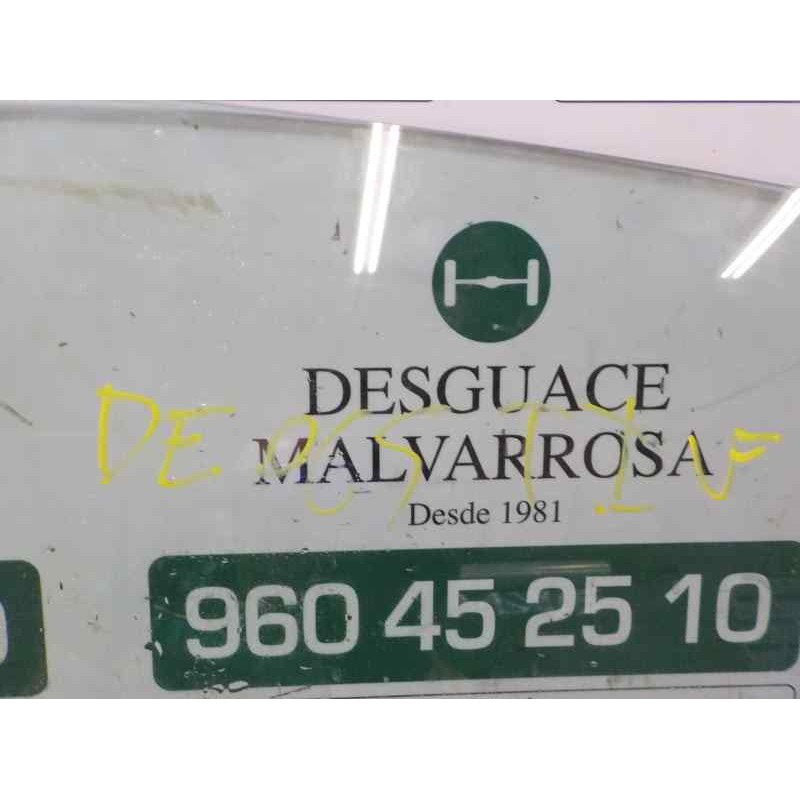 DESGUACE
MALVARROSA
Desde 1981
960 45 25 10